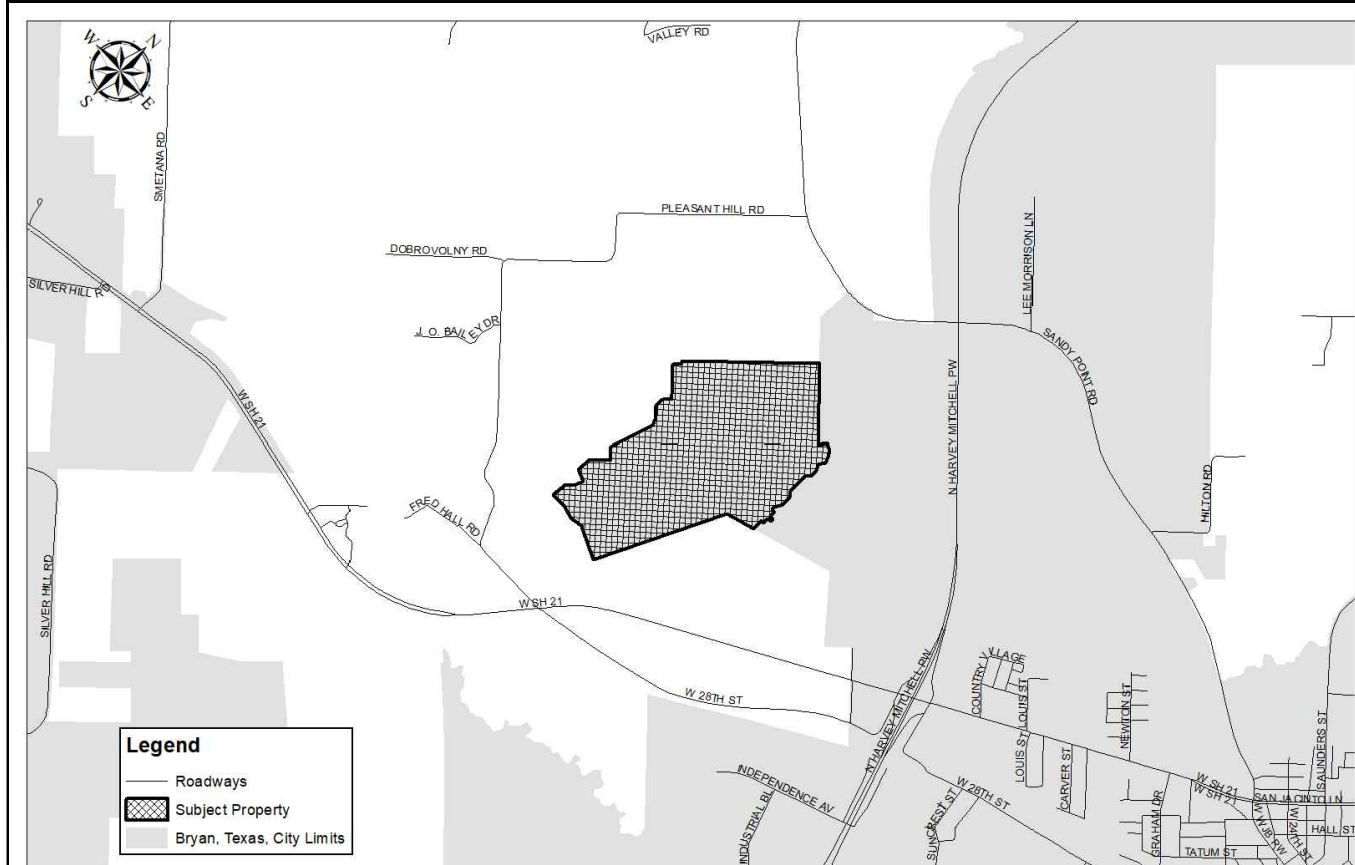 VALLEY RD
W
N
S
E
SMETANA RD
PLEASANT HILL RD
DOBROVOLNY RD
LEE MORRISON LN
SILVER HILL RD
J. O. BAILEY DR
SANDY POINT RD
W SH 21
N HARVEY MITCHELL PW
HILTON RD
FRED HALL RD
SILVER HILL RD
W SH 21
COUNTRY VILLAGE
W 28TH ST
LOUIS ST
NEWTON ST
N HARVEY MITCHELL PW
LOUIS ST
CARVER ST
SAUNDERS ST
INDEPENDENCE AV
W 28TH ST
W SH 21
W SH 21
SAN JACINTO LN
INDUSTRIAL BL
SUNCREST ST
GRAHAM DR
W 24TH ST
HALL ST
TATUM ST
Legend
Roadways
Subject Property
Bryan, Texas, City Limits